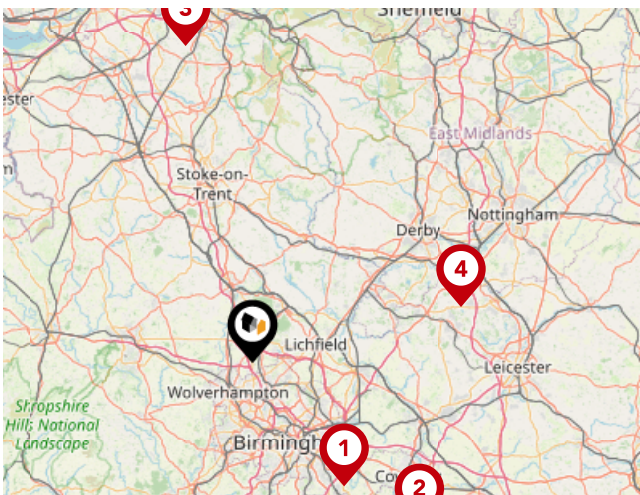 3
Sheffield
ester
East Midlands
Stoke-on-
Trent
Nottingham
Derby
4
Lichfield
Leicester
Wolverhampton
Shropshire
Hills National
Landscape
Birmingh
1
Co
2